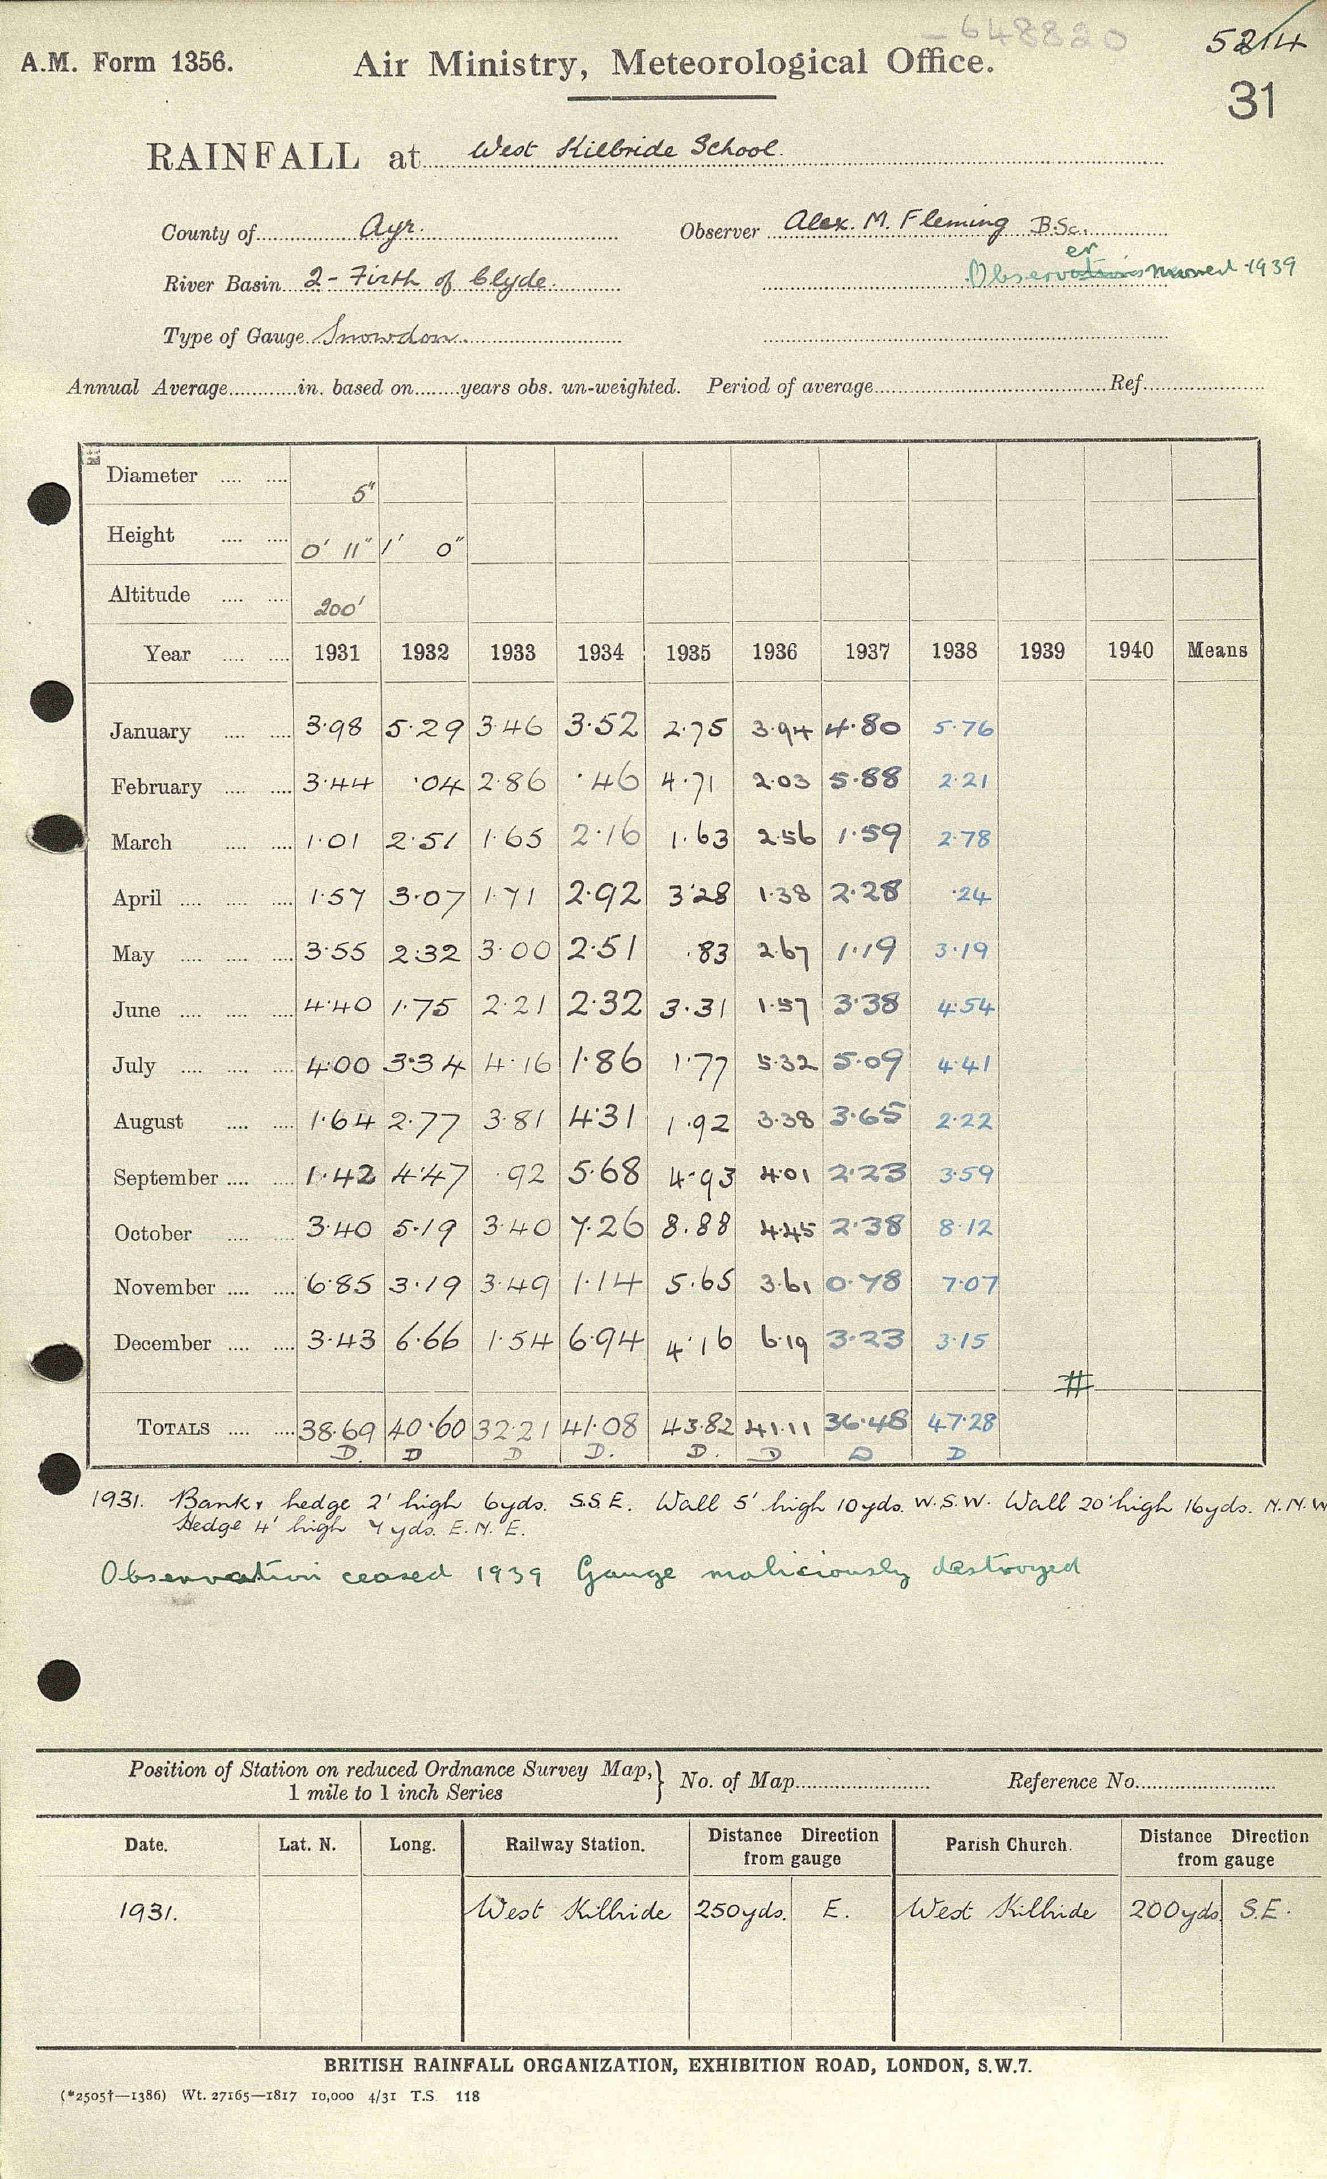 648820
5214
A.M. Form 1356.
Air Ministry, Meteorological Office.
31
RAINFALL at West Kilbride School.
County of Ayr. Observer Alex. M. Fleming B.Sc.
er
Observations moved 1939
River Basin 2 - Firth of Clyde.
Type of Gauge Snowdon.
Annual Average in. based on years obs. un-weighted. Period of average Ref.
Diameter 5"
Height 0' 11" 1' 0"
Altitude 200'
Year 1931 1932 1933 1934 1935 1936 1937 1938 1939 1940 Means
January 3.98 5.29 3.46 3.52 2.75 3.94 4.80 5.76
February 3.44 .04 2.86 .46 4.71 2.03 5.88 2.21
March 1.01 2.51 1.65 2.16 1.63 2.56 1.59 2.78
April 1.57 3.07 1.71 2.92 3.28 1.38 2.28 .24
May 3.55 2.32 3.00 2.51 .83 2.67 1.19 3.19
June 4.40 1.75 2.21 2.32 3.31 1.57 3.38 4.54
July 4.00 3.34 4.16 1.86 1.77 5.32 5.09 4.41
August 1.64 2.77 3.81 4.31 1.92 3.38 3.65 2.22
September 1.42 4.47 .92 5.68 4.93 4.01 2.23 3.59
October 3.40 5.19 3.40 7.26 8.88 4.45 2.38 8.12
November 6.85 3.19 3.49 1.14 5.65 3.61 0.78 7.07
December 3.43 6.66 1.54 6.94 4.16 6.19 3.23 3.15
#
TOTALS 38.69 40.60 32.21 41.08 43.82 41.11 36.48 47.28
D. D D D. D. D D D
1931. Bank & hedge 2' high 6yds. S.S.E. Wall 5' high 10yds. W.S.W. Wall 20' high 16yds. N.N.W
Hedge 4' high 7yds. E.N.E.
Observation ceased 1939 Gauge maliciously destroyed
Position of Station on reduced Ordnance Survey Map, } No. of Map Reference No.
1 mile to 1 inch Series
Date. Lat. N. Long. Railway Station. Distance Direction from gauge Parish Church. Distance Direction from gauge
1931. West Kilbride 250yds. E. West Kilbride 200yds S.E.
BRITISH RAINFALL ORGANIZATION, EXHIBITION ROAD, LONDON, S.W.7.
(*2505†—1386) Wt. 27165—1817 10,000 4/31 T.S. 118